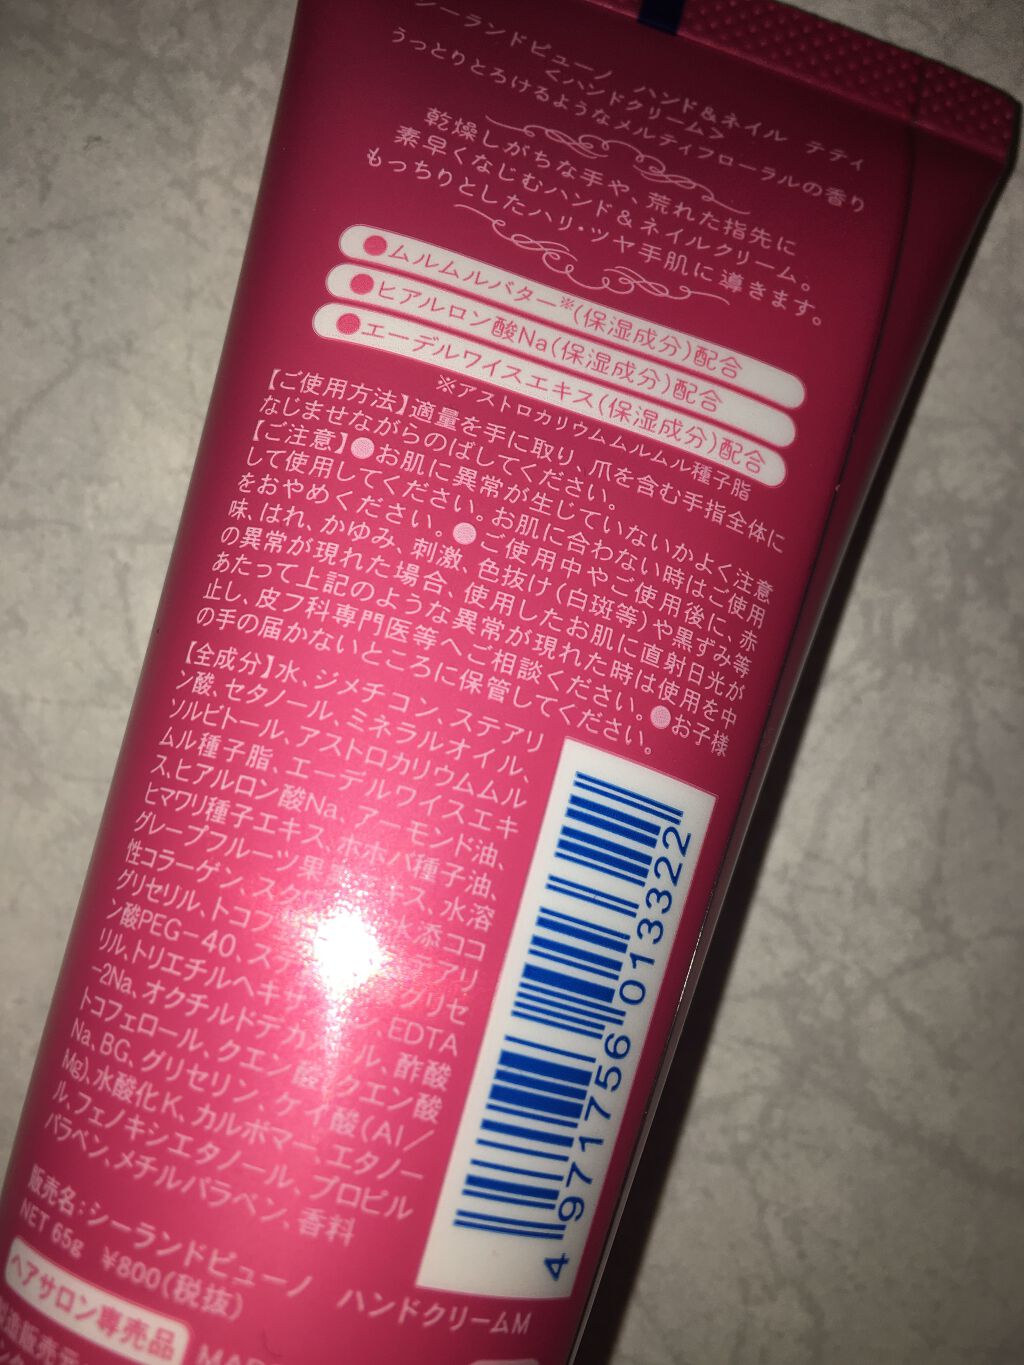 シーランドピューノ ハンド&ネイル テティ
<ハンドクリーム>
うっとりとろけるようなメルティフローラルの香り
乾燥しがちな手や、荒れた指先に
素早くなじむハンド&ネイルクリーム。
もっちりとしたハリ・ツヤ手肌に導きます。
●ムルムルバター※(保湿成分)配合
●ヒアルロン酸Na(保湿成分)配合
●エーデルワイスエキス(保湿成分)配合
※アストロカリウムムルムル種子脂
【ご使用方法】適量を手に取り、爪を含む手指全体に
なじませながらのばしてください。
【ご注意】●お肌に異常が生じていないかよく注意
して使用してください。お肌に合わない時はご使用
をおやめください。●ご使用中やご使用後に、赤
味、はれ、かゆみ、刺激、色抜け(白斑等)や黒ずみ等
の異常が現れた場合、使用したお肌に直射日光が
あたって上記のような異常が現れた時は使用を中
止し、皮フ科専門医等へご相談ください。●お子様
の手の届かないところに保管してください。
【全成分】水、ジメチコン、ステアリ
ン酸、セタノール、ミネラルオイル、
ソルビトール、アストロカリウムムル
ムル種子脂、エーデルワイスエキ
ス、ヒアルロン酸Na、アーモンド油、
ヒマワリ種子エキス、ホホバ種子油、
グレープフルーツ果実エキス、水溶
性コラーゲン、スク 水添ココ
グリセリル、トコフ アリ
ン酸PEG-40、ステ グリセ
リル、トリエチルヘキサ ン、EDTA
-2Na、オクチルドデカノール、酢酸
トコフェロール、クエン酸、クエン酸
Na、BG、グリセリン、ケイ酸(Al/
Mg)、水酸化K、カルボマー、エタノー
ル、フェノキシエタノール、プロピル
パラベン、メチルパラベン、香料
4 971756 013322
販売名:シーランドピューノ ハンドクリームM
NET 65g ¥800(税抜)
ヘアサロン専売品